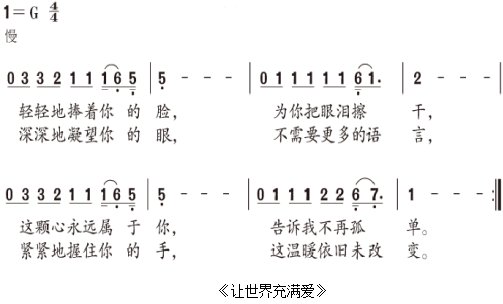 1=G 4/4
慢
0 3 3 2 1 1 1 6 5 | 5 - - - | 0 1 1 1 1 1 6 1. | 2 - - - |
轻轻地捧着你 的 脸， 为你把眼泪擦 干，
深深地凝望你 的 眼， 不需要更多的语 言，
0 3 3 2 1 1 1 6 5 | 5 - - - | 0 1 1 1 2 2 6 7. | 1 - - - :||
这颗心永远属 于 你， 告诉我不再孤 单。
紧紧地握住你 的 手， 这温暖依旧未改 变。
《让世界充满爱》